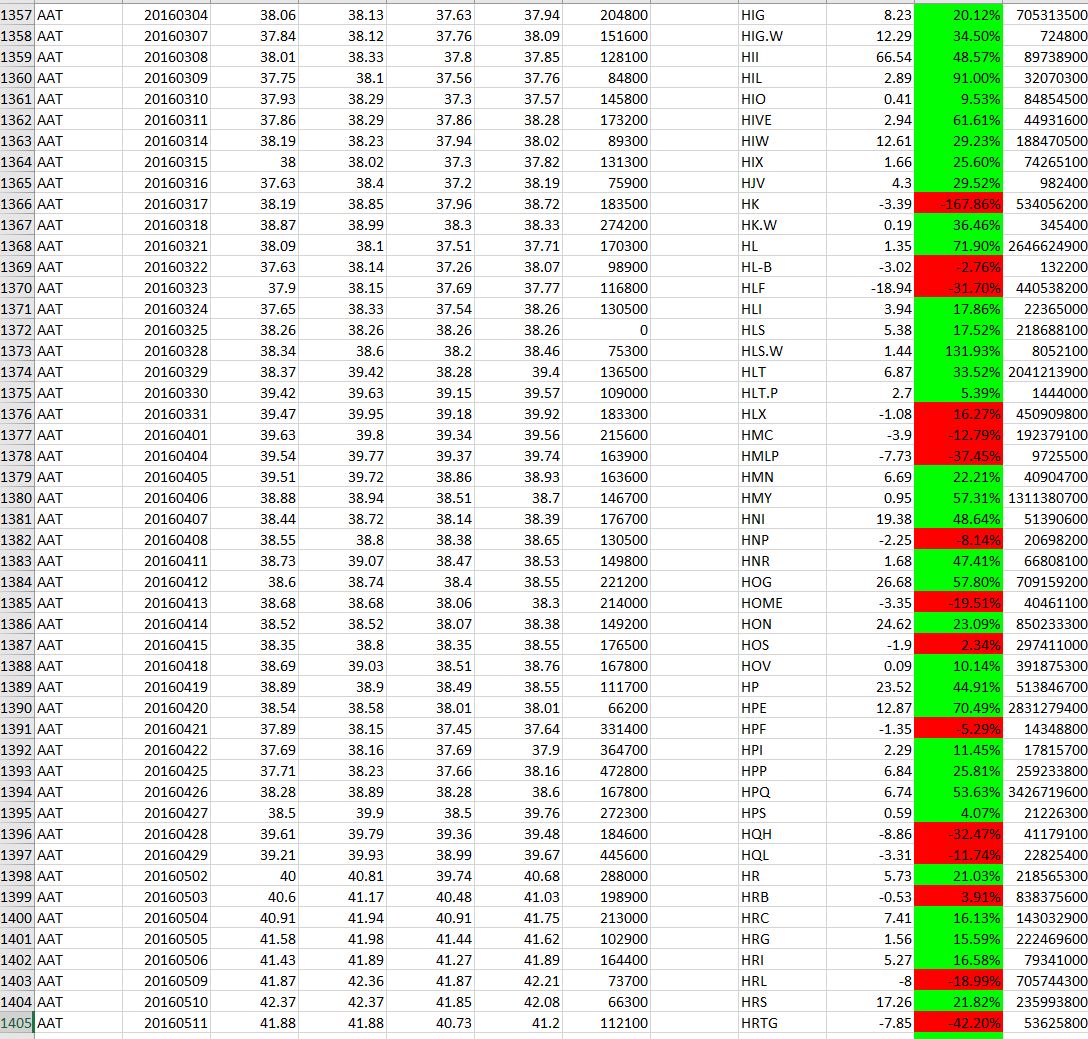 1357 AAT 20160304 38.06 38.13 37.63 37.94 204800 HIG 8.23 20.12% 705313500
1358 AAT 20160307 37.84 38.12 37.76 38.09 151600 HIG.W 12.29 34.50% 724800
1359 AAT 20160308 38.01 38.33 37.8 37.85 128100 HII 66.54 48.57% 89738900
1360 AAT 20160309 37.75 38.1 37.56 37.76 84800 HIL 2.89 91.00% 32070300
1361 AAT 20160310 37.93 38.29 37.3 37.57 145800 HIO 0.41 9.53% 84854500
1362 AAT 20160311 37.86 38.29 37.86 38.28 173200 HIVE 2.94 61.61% 44931600
1363 AAT 20160314 38.19 38.23 37.94 38.02 89300 HIW 12.61 29.23% 188470500
1364 AAT 20160315 38 38.02 37.3 37.82 131300 HIX 1.66 25.60% 74265100
1365 AAT 20160316 37.63 38.4 37.2 38.19 75900 HJV 4.3 29.52% 982400
1366 AAT 20160317 38.19 38.85 37.96 38.72 183500 HK -3.39 -167.86% 534056200
1367 AAT 20160318 38.87 38.99 38.3 38.33 274200 HK.W 0.19 36.46% 345400
1368 AAT 20160321 38.09 38.1 37.51 37.71 170300 HL 1.35 71.90% 2646624900
1369 AAT 20160322 37.63 38.14 37.26 38.07 98900 HL-B -3.02 -2.76% 132200
1370 AAT 20160323 37.9 38.15 37.69 37.77 116800 HLF -18.94 -31.70% 440538200
1371 AAT 20160324 37.65 38.33 37.54 38.26 130500 HLI 3.94 17.86% 22365000
1372 AAT 20160325 38.26 38.26 38.26 38.26 0 HLS 5.38 17.52% 218688100
1373 AAT 20160328 38.34 38.6 38.2 38.46 75300 HLS.W 1.44 131.93% 8052100
1374 AAT 20160329 38.37 39.42 38.28 39.4 136500 HLT 6.87 33.52% 2041213900
1375 AAT 20160330 39.42 39.63 39.15 39.57 109000 HLT.P 2.7 5.39% 1444000
1376 AAT 20160331 39.47 39.95 39.18 39.92 183300 HLX -1.08 16.27% 450909800
1377 AAT 20160401 39.63 39.8 39.34 39.56 215600 HMC -3.9 -12.79% 192379100
1378 AAT 20160404 39.54 39.77 39.37 39.74 163900 HMLP -7.73 -37.45% 9725500
1379 AAT 20160405 39.51 39.72 38.86 38.93 163600 HMN 6.69 22.21% 40904700
1380 AAT 20160406 38.88 38.94 38.51 38.7 146700 HMY 0.95 57.31% 1311380700
1381 AAT 20160407 38.44 38.72 38.14 38.39 176700 HNI 19.38 48.64% 51390600
1382 AAT 20160408 38.55 38.8 38.38 38.65 130500 HNP -2.25 -8.14% 20698200
1383 AAT 20160411 38.73 39.07 38.47 38.53 149800 HNR 1.68 47.41% 66808100
1384 AAT 20160412 38.6 38.74 38.4 38.55 221200 HOG 26.68 57.80% 709159200
1385 AAT 20160413 38.68 38.68 38.06 38.3 214000 HOME -3.35 -19.51% 40461100
1386 AAT 20160414 38.52 38.52 38.07 38.38 149200 HON 24.62 23.09% 850233300
1387 AAT 20160415 38.35 38.8 38.35 38.55 176500 HOS -1.9 2.34% 297411000
1388 AAT 20160418 38.69 39.03 38.51 38.76 167800 HOV 0.09 10.14% 391875300
1389 AAT 20160419 38.89 38.9 38.49 38.55 111700 HP 23.52 44.91% 513846700
1390 AAT 20160420 38.54 38.58 38.01 38.01 66200 HPE 12.87 70.49% 2831279400
1391 AAT 20160421 37.89 38.15 37.45 37.64 331400 HPF -1.35 -5.29% 14348800
1392 AAT 20160422 37.69 38.16 37.69 37.9 364700 HPI 2.29 11.45% 17815700
1393 AAT 20160425 37.71 38.23 37.66 38.16 472800 HPP 6.84 25.81% 259233800
1394 AAT 20160426 38.28 38.89 38.28 38.6 167800 HPQ 6.74 53.63% 3426719600
1395 AAT 20160427 38.5 39.9 38.5 39.76 272300 HPS 0.59 4.07% 21226300
1396 AAT 20160428 39.61 39.79 39.36 39.48 184600 HQH -8.86 -32.47% 41179100
1397 AAT 20160429 39.21 39.93 38.99 39.67 445600 HQL -3.31 -11.74% 22825400
1398 AAT 20160502 40 40.81 39.74 40.68 288000 HR 5.73 21.03% 218565300
1399 AAT 20160503 40.6 41.17 40.48 41.03 198900 HRB -0.53 3.91% 838375600
1400 AAT 20160504 40.91 41.94 40.91 41.75 213000 HRC 7.41 16.13% 143032900
1401 AAT 20160505 41.58 41.98 41.44 41.62 102900 HRG 1.56 15.59% 222469600
1402 AAT 20160506 41.43 41.89 41.27 41.89 164400 HRI 5.27 16.58% 79341000
1403 AAT 20160509 41.87 42.36 41.87 42.21 73700 HRL -8 -18.99% 705744300
1404 AAT 20160510 42.37 42.37 41.85 42.08 66300 HRS 17.26 21.82% 235993800
1405 AAT 20160511 41.88 41.88 40.73 41.2 112100 HRTG -7.85 -42.20% 53625800